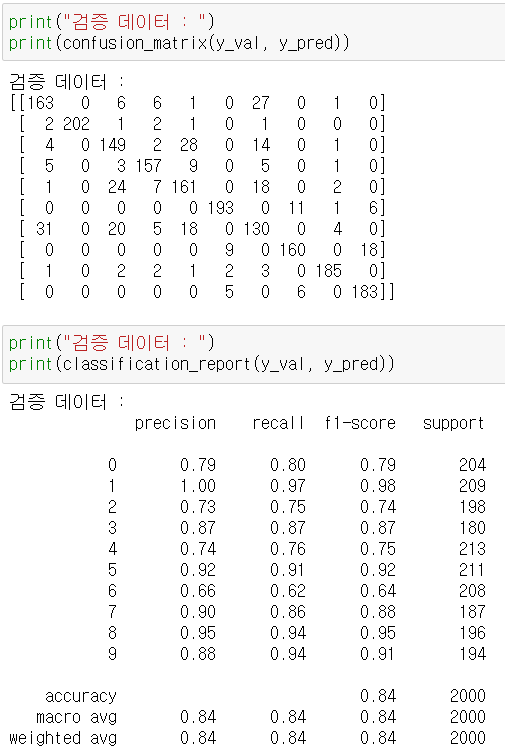 print("검증 데이터 : ")
print(confusion_matrix(y_val, y_pred))
검증 데이터 :
[[163   0   6   6   1   0  27   0   1   0]
 [  2 202   1   2   1   0   1   0   0   0]
 [  4   0 149   2  28   0  14   0   1   0]
 [  5   0   3 157   9   0   5   0   1   0]
 [  1   0  24   7 161   0  18   0   2   0]
 [  0   0   0   0   0 193   0  11   1   6]
 [ 31   0  20   5  18   0 130   0   4   0]
 [  0   0   0   0   0   9   0 160   0  18]
 [  1   0   2   2   1   2   3   0 185   0]
 [  0   0   0   0   0   5   0   6   0 183]]
print("검증 데이터 : ")
print(classification_report(y_val, y_pred))
검증 데이터 :
              precision    recall  f1-score   support
           0       0.79      0.80      0.79       204
           1       1.00      0.97      0.98       209
           2       0.73      0.75      0.74       198
           3       0.87      0.87      0.87       180
           4       0.74      0.76      0.75       213
           5       0.92      0.91      0.92       211
           6       0.66      0.62      0.64       208
           7       0.90      0.86      0.88       187
           8       0.95      0.94      0.95       196
           9       0.88      0.94      0.91       194
    accuracy                           0.84      2000
   macro avg       0.84      0.84      0.84      2000
weighted avg       0.84      0.84      0.84      2000